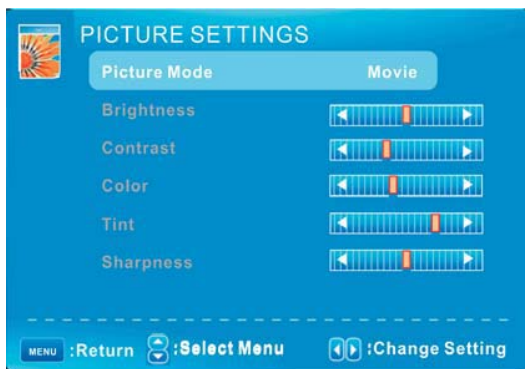 PICTURE SETTINGS
Picture Mode Movie
Brightness
Contrast
Color
Tint
Sharpness
MENU :Return :Select Menu :Change Setting